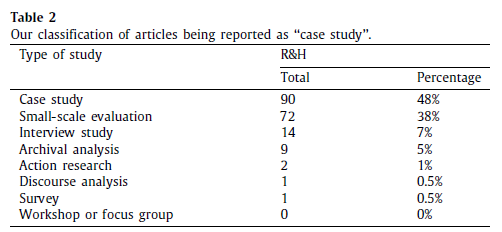 Table 2
Our classification of articles being reported as “case study”.
Type of study R&H
Total Percentage
Case study 90 48%
Small-scale evaluation 72 38%
Interview study 14 7%
Archival analysis 9 5%
Action research 2 1%
Discourse analysis 1 0.5%
Survey 1 0.5%
Workshop or focus group 0 0%